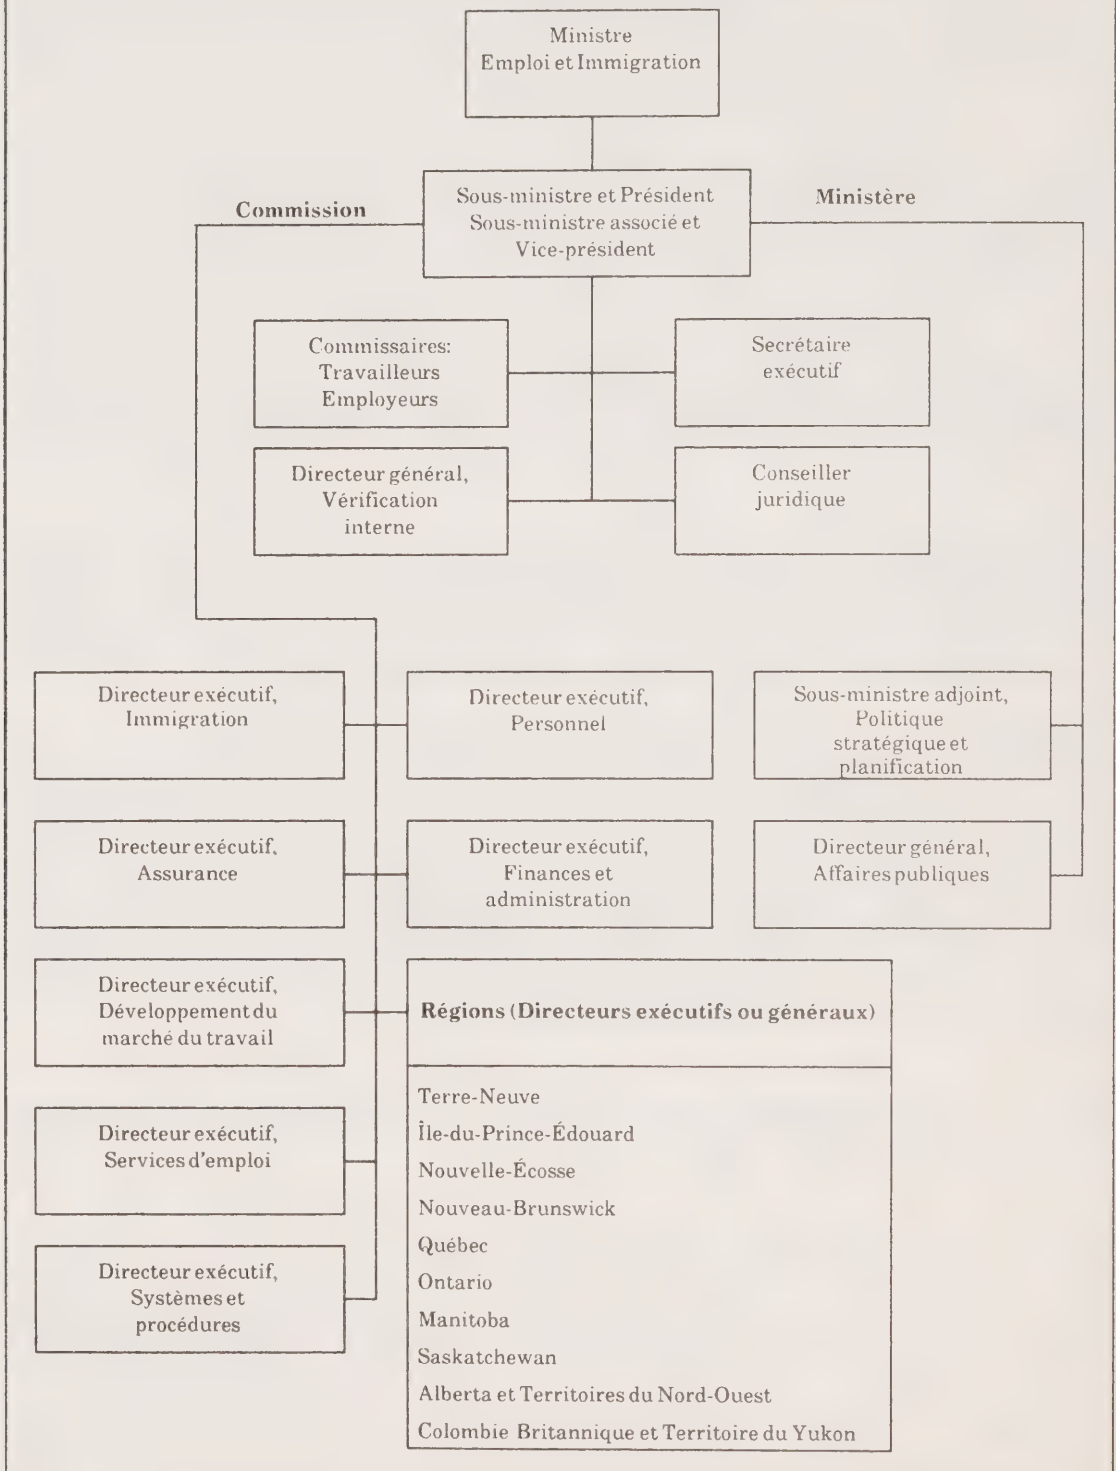 Ministre
Emploi et Immigration
Commission
Sous-ministre et Président
Sous-ministre associé et
Vice-président
Ministère
Commissaires:
Travailleurs
Employeurs
Secrétaire
exécutif
Directeur général,
Vérification
interne
Conseiller
juridique
Directeur exécutif,
Immigration
Directeur exécutif,
Personnel
Sous-ministre adjoint,
Politique
stratégique et
planification
Directeur exécutif,
Assurance
Directeur exécutif,
Finances et
administration
Directeur général,
Affaires publiques
Directeur exécutif,
Développement du
marché du travail
Régions (Directeurs exécutifs ou généraux)
Directeur exécutif,
Services d'emploi
Directeur exécutif,
Systèmes et
procédures
Terre-Neuve
Île-du-Prince-Édouard
Nouvelle-Écosse
Nouveau-Brunswick
Québec
Ontario
Manitoba
Saskatchewan
Alberta et Territoires du Nord-Ouest
Colombie Britannique et Territoire du Yukon